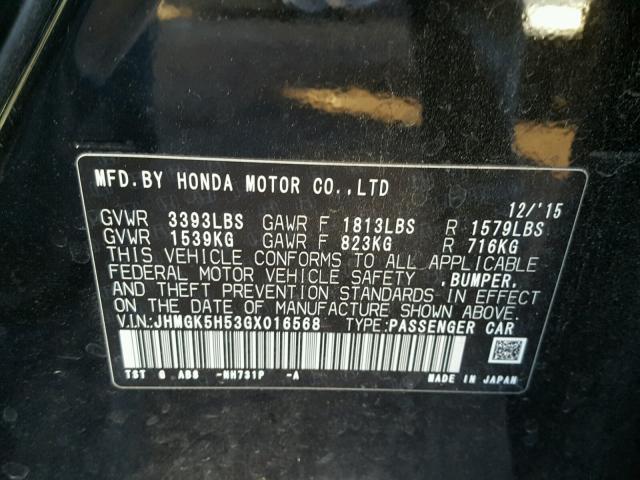 MFD.BY HONDA MOTOR CO.,LTD
12/'15
GVWR 3393LBS GAWR F 1813LBS R 1579LBS
GVWR 1539KG GAWR F 823KG R 716KG
THIS VEHICLE CONFORMS TO ALL APPLICABLE
FEDERAL MOTOR VEHICLE SAFETY ,BUMPER,
AND THEFT PREVENTION STANDARDS IN EFFECT
ON THE DATE OF MANUFACTURE SHOWN ABOVE.
V.I.N:JHMGK5H53GX016568 TYPE:PASSENGER CAR
TST G ABS -NH731P -A MADE IN JAPAN